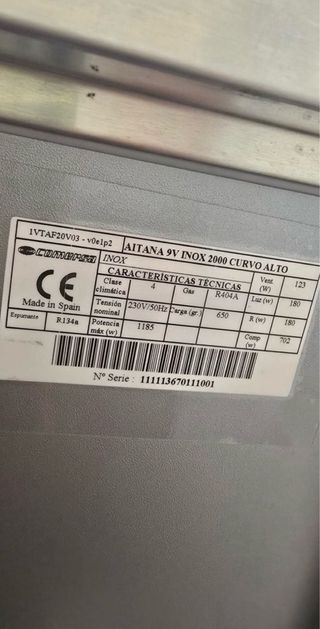 1VTAF20V03 - v0e1p2
AITANA 9V INOX 2000 CURVO ALTO
comersa
INOX
CARACTERÍSTICAS TÉCNICAS
CE
Made in Spain
Clase climática 4 Gas R404A Vent. (W) 123
Tensión nominal 230V/50Hz Carga (gr.) 650 Luz (w) 180
R (w) 180
Espumante R134a Potencia máx (w) 1185 Comp (w) 702
Nº Serie : 111113670111001